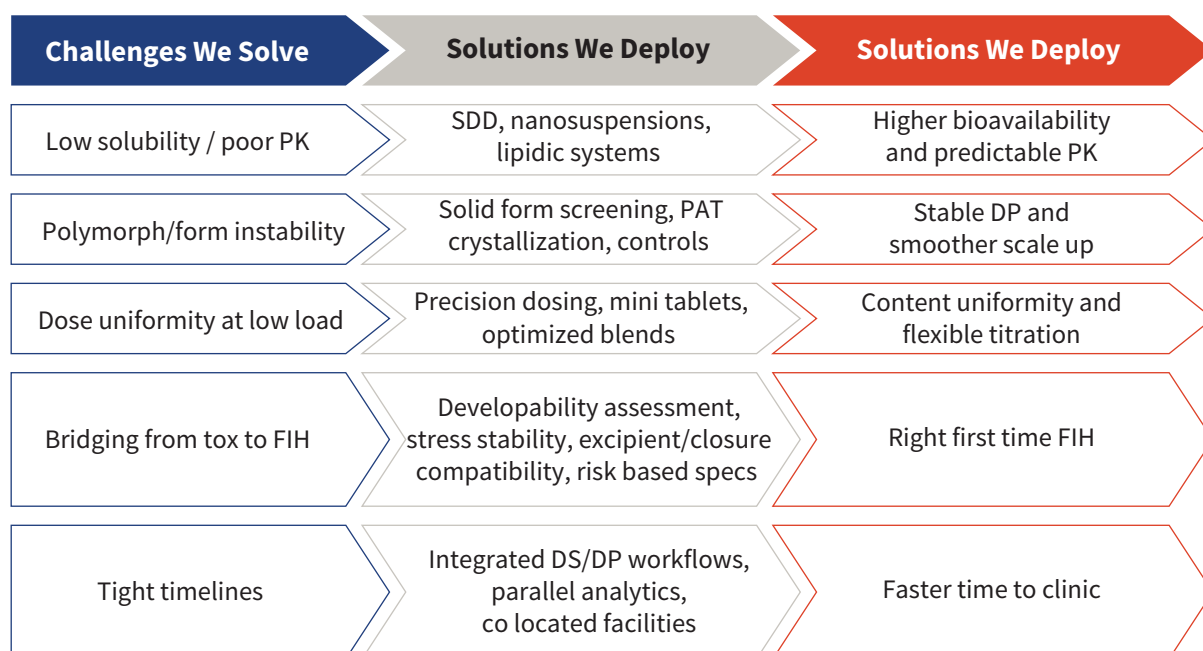 Challenges We Solve
Solutions We Deploy
Solutions We Deploy
Low solubility / poor PK
SDD, nanosuspensions,
lipidic systems
Higher bioavailability
and predictable PK
Polymorph/form instability
Solid form screening, PAT
crystallization, controls
Stable DP and
smoother scale up
Dose uniformity at low load
Precision dosing, mini tablets,
optimized blends
Content uniformity and
flexible titration
Bridging from tox to FIH
Developability assessment,
stress stability, excipient/closure
compatibility, risk based specs
Right first time FIH
Tight timelines
Integrated DS/DP workflows,
parallel analytics,
co located facilities
Faster time to clinic